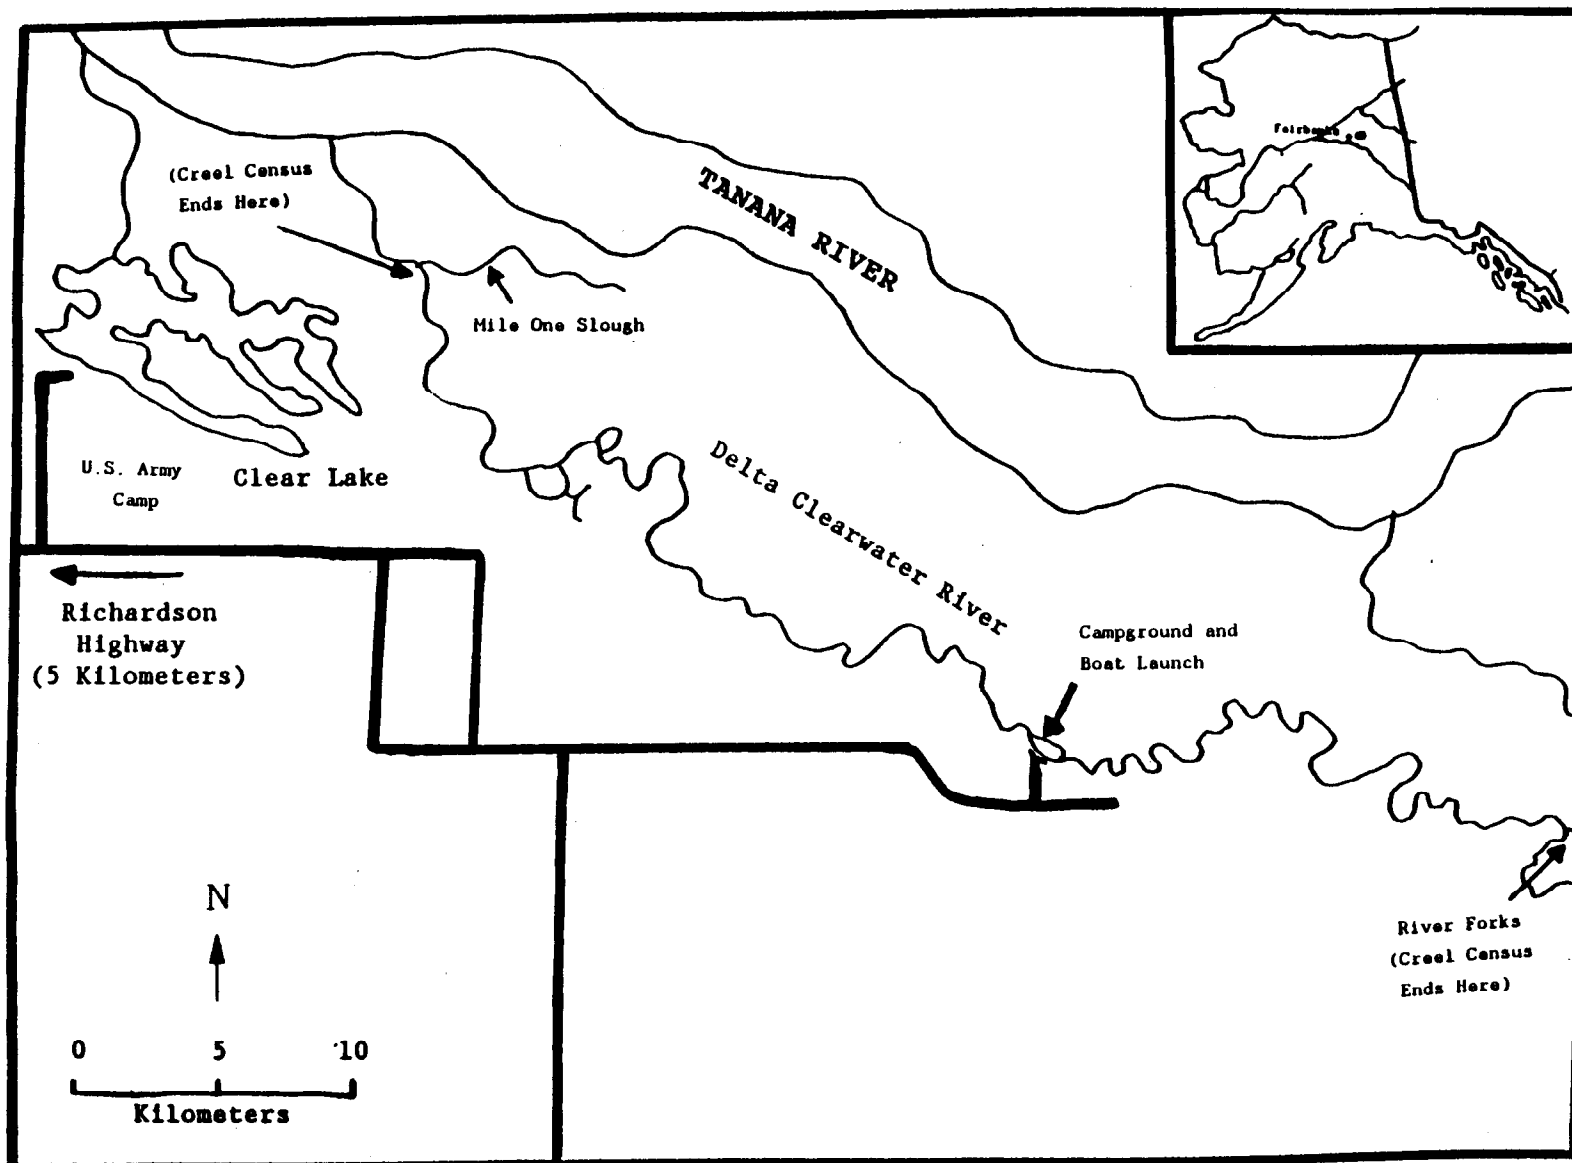 Fairbanks
(Creel Census
Ends Here)
TANANA RIVER
Mile One Slough
U.S. Army
Camp
Clear Lake
Delta Clearwater River
Richardson
Highway
(5 Kilometers)
Campground and
Boat Launch
N
River Forks
(Creel Census
Ends Here)
0 5 10
Kilometers